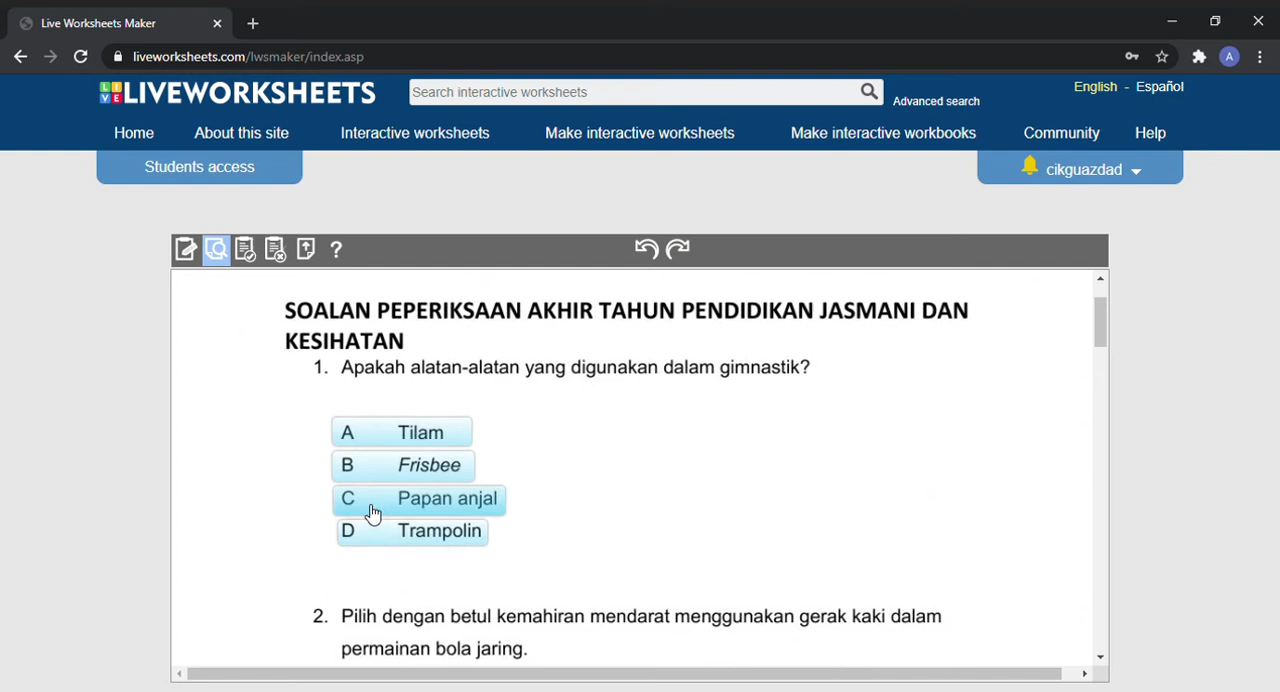 Live Worksheets Maker
liveworksheets.com/lwsmaker/index.asp
A
LIVE LIVEWORKSHEETS
Search interactive worksheets
Advanced search
English - Español
Home About this site Interactive worksheets Make interactive worksheets Make interactive workbooks Community Help
Students access
cikguazdad
?
SOALAN PEPERIKSAAN AKHIR TAHUN PENDIDIKAN JASMANI DAN
KESIHATAN
1. Apakah alatan-alatan yang digunakan dalam gimnastik?
A Tilam
B Frisbee
C Papan anjal
D Trampolin
2. Pilih dengan betul kemahiran mendarat menggunakan gerak kaki dalam
permainan bola jaring.